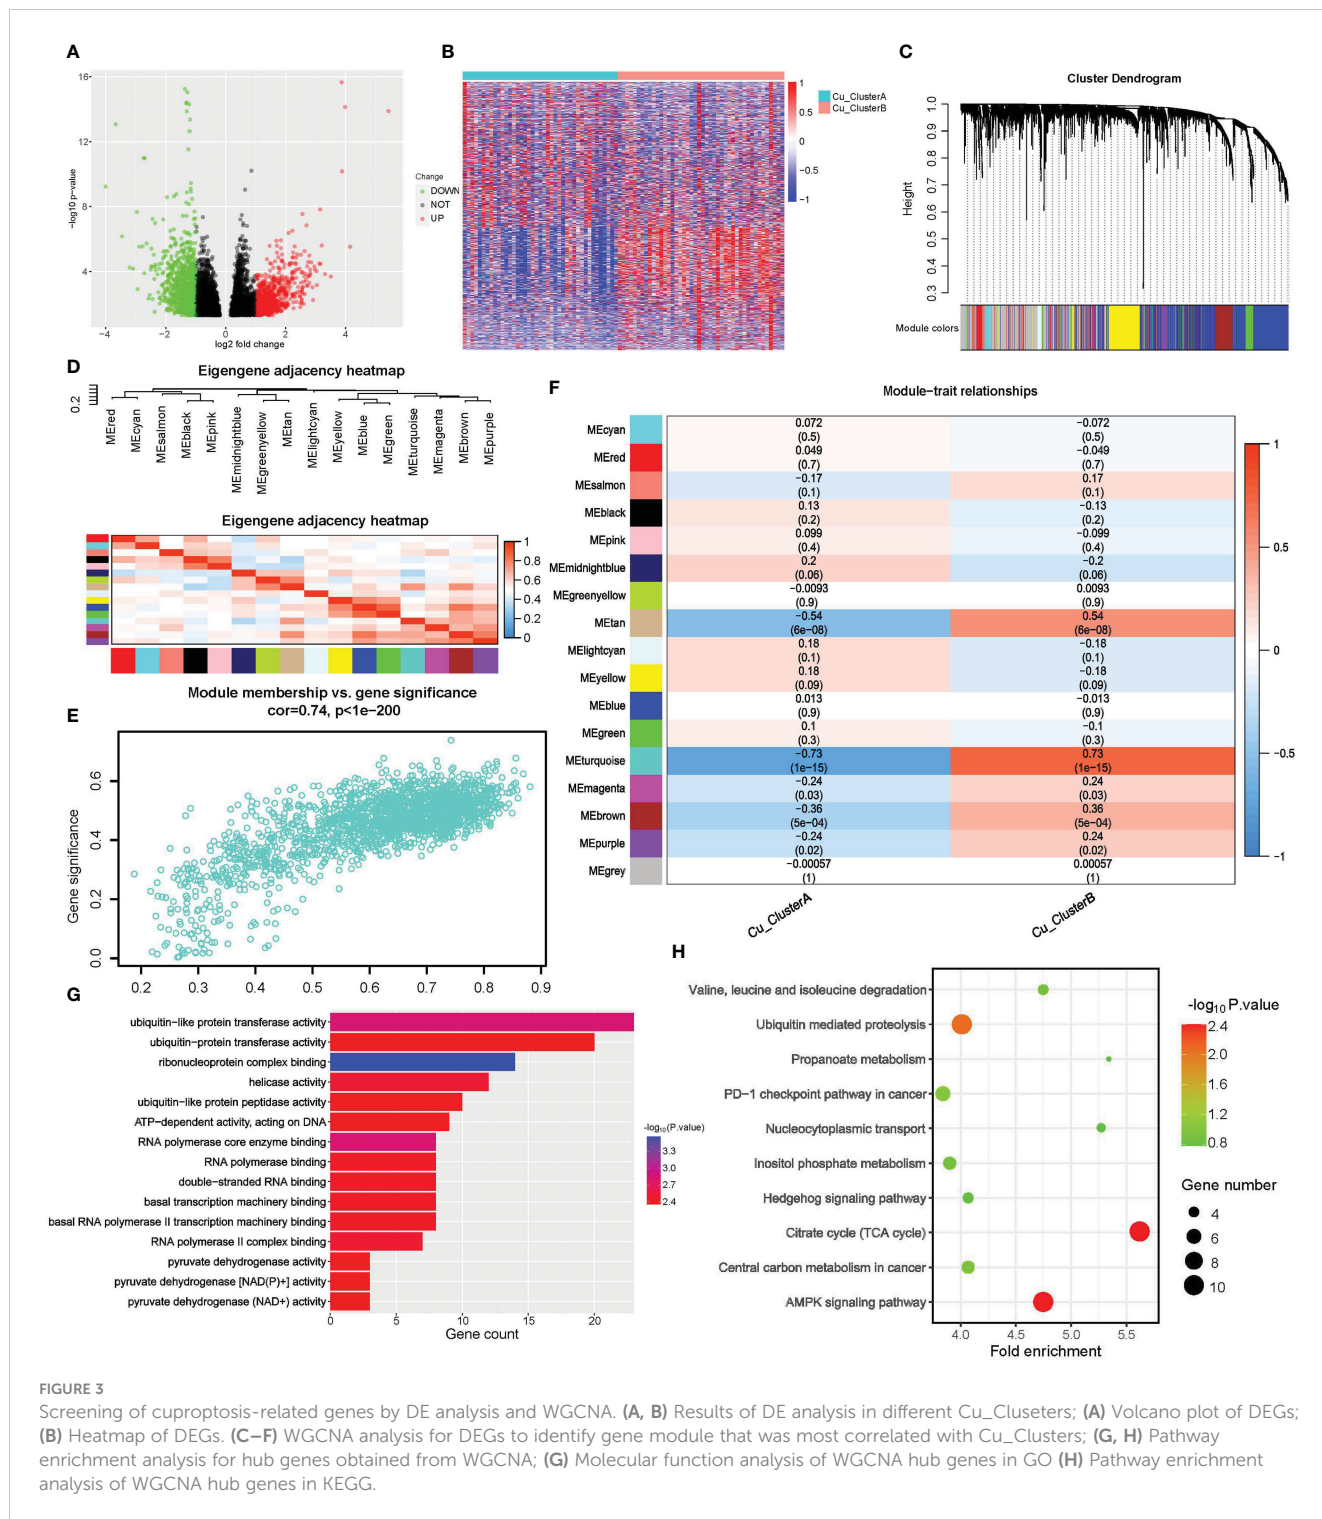 A
16
12
8
4
−log10 p−value
−4
−2
0
2
4
log2 fold change
Change
DOWN
NOT
UP
B
1
0.5
0
−0.5
−1
Cu_ClusterA
Cu_ClusterB
C
Cluster Dendrogram
Height
1.0
0.9
0.8
0.7
0.6
0.5
0.4
0.3
Module colors
D
Eigengene adjacency heatmap
0.2
MEred
MEcyan
MEsalmon
MEblack
MEpink
MEmidnightblue
MEgreenyellow
MEtan
MElightcyan
MEyellow
MEblue
MEgreen
MEturquoise
MEmagenta
MEbrown
MEpurple
Eigengene adjacency heatmap
1
0.8
0.6
0.4
0.2
0
E
Module membership vs. gene significance
cor=0.74, p<1e−200
Gene significance
0.6
0.4
0.2
0.0
0.2
0.3
0.4
0.5
0.6
0.7
0.8
0.9
F
Module−trait relationships
MEcyan
0.072
(0.5)
−0.072
(0.5)
MEred
0.049
(0.7)
−0.049
(0.7)
MEsalmon
−0.17
(0.1)
0.17
(0.1)
MEblack
0.13
(0.2)
−0.13
(0.2)
MEpink
0.099
(0.4)
−0.099
(0.4)
MEmidnightblue
0.2
(0.06)
−0.2
(0.06)
MEgreenyellow
−0.0093
(0.9)
0.0093
(0.9)
MEtan
−0.54
(6e−08)
0.54
(6e−08)
MElightcyan
0.18
(0.1)
−0.18
(0.1)
MEyellow
0.18
(0.09)
−0.18
(0.09)
MEblue
0.013
(0.9)
−0.013
(0.9)
MEgreen
0.1
(0.3)
−0.1
(0.3)
MEturquoise
−0.73
(1e−15)
0.73
(1e−15)
MEmagenta
−0.24
(0.03)
0.24
(0.03)
MEbrown
−0.36
(5e−04)
0.36
(5e−04)
MEpurple
−0.24
(0.02)
0.24
(0.02)
MEgrey
−0.00057
(1)
0.00057
(1)
Cu_ClusterA
Cu_ClusterB
1
0.5
0
−0.5
−1
G
ubiquitin−like protein transferase activity
ubiquitin−protein transferase activity
ribonucleoprotein complex binding
helicase activity
ubiquitin−like protein peptidase activity
ATP−dependent activity, acting on DNA
RNA polymerase core enzyme binding
RNA polymerase binding
double−stranded RNA binding
basal transcription machinery binding
basal RNA polymerase II transcription machinery binding
RNA polymerase II complex binding
pyruvate dehydrogenase activity
pyruvate dehydrogenase [NAD(P)+] activity
pyruvate dehydrogenase (NAD+) activity
0
5
10
15
20
Gene count
-log10(P.value)
3.3
3.0
2.7
2.4
H
Valine, leucine and isoleucine degradation
Ubiquitin mediated proteolysis
Propanoate metabolism
PD−1 checkpoint pathway in cancer
Nucleocytoplasmic transport
Inositol phosphate metabolism
Hedgehog signaling pathway
Citrate cycle (TCA cycle)
Central carbon metabolism in cancer
AMPK signaling pathway
4.0
4.5
5.0
5.5
Fold enrichment
-log10P.value
2.4
2.0
1.6
1.2
0.8
Gene number
4
6
8
10
FIGURE 3
Screening of cuproptosis-related genes by DE analysis and WGCNA. (A, B) Results of DE analysis in different Cu_Cluseters; (A) Volcano plot of DEGs;
(B) Heatmap of DEGs. (C–F) WGCNA analysis for DEGs to identify gene module that was most correlated with Cu_Clusters; (G, H) Pathway
enrichment analysis for hub genes obtained from WGCNA; (G) Molecular function analysis of WGCNA hub genes in GO (H) Pathway enrichment
analysis of WGCNA hub genes in KEGG.